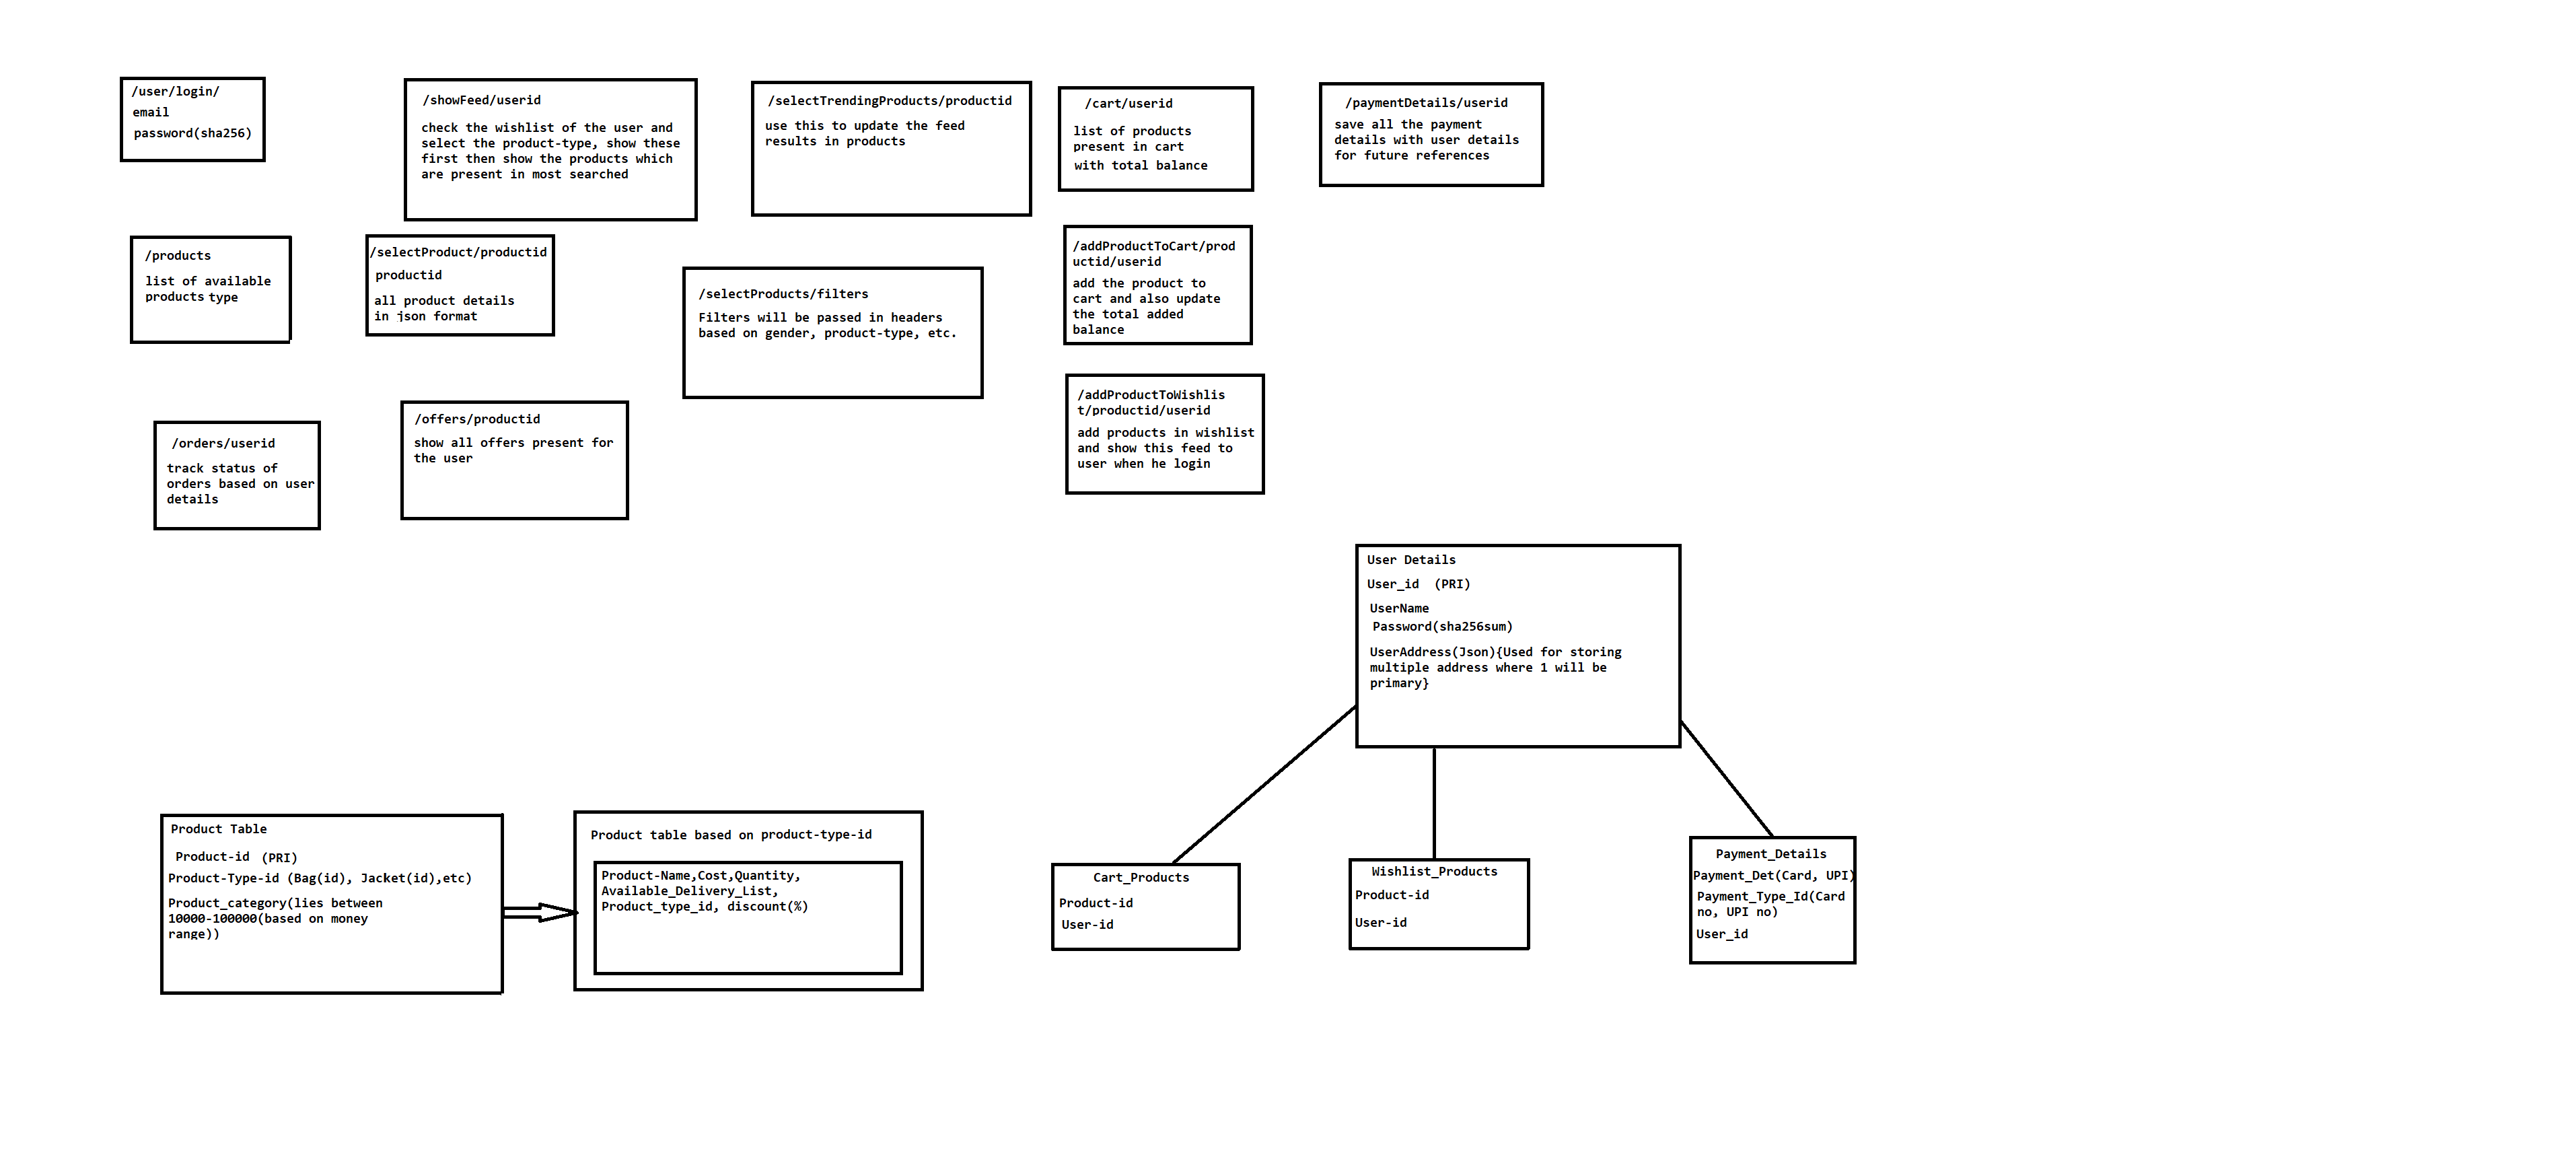 /user/login/
email
password(sha256)
/showFeed/userid
check the wishlist of the user and
select the product-type, show these
first then show the products which
are present in most searched
/selectTrendingProducts/productid
use this to update the feed
results in products
/cart/userid
list of products
present in cart
with total balance
/paymentDetails/userid
save all the payment
details with user details
for future references
/products
list of available
products type
/selectProduct/productid
productid
all product details
in json format
/selectProducts/filters
Filters will be passed in headers
based on gender, product-type, etc.
/addProductToCart/prod
uctid/userid
add the product to
cart and also update
the total added
balance
/addProductToWishlis
t/productid/userid
add products in wishlist
and show this feed to
user when he login
/orders/userid
track status of
orders based on user
details
/offers/productid
show all offers present for
the user
User Details
User_id (PRI)
UserName
Password(sha256sum)
UserAddress(Json){Used for storing
multiple address where 1 will be
primary}
Product Table
Product-id (PRI)
Product-Type-id (Bag(id), Jacket(id),etc)
Product_category(lies between
10000-100000(based on money
range))
Product table based on product-type-id
Product-Name,Cost,Quantity,
Available_Delivery_List,
Product_type_id, discount(%)
Cart_Products
Product-id
User-id
Wishlist_Products
Product-id
User-id
Payment_Details
Payment_Det(Card, UPI)
Payment_Type_Id(Card
no, UPI no)
User_id